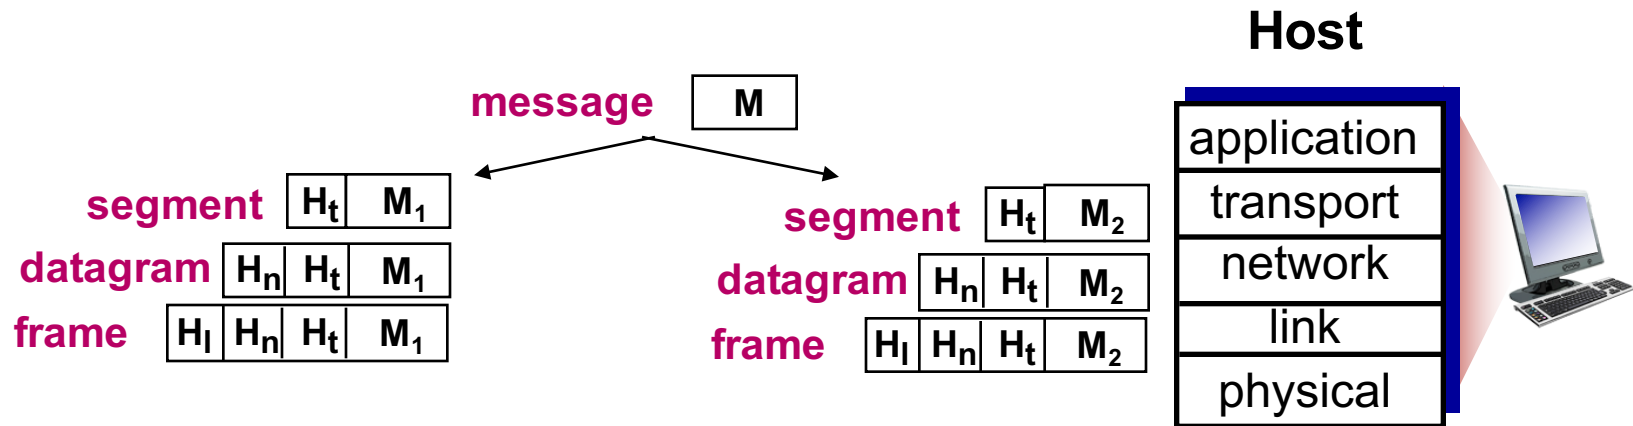 Host
message M
segment Ht M1
datagram Hn Ht M1
frame Hl Hn Ht M1
segment Ht M2
datagram Hn Ht M2
frame Hl Hn Ht M2
application
transport
network
link
physical